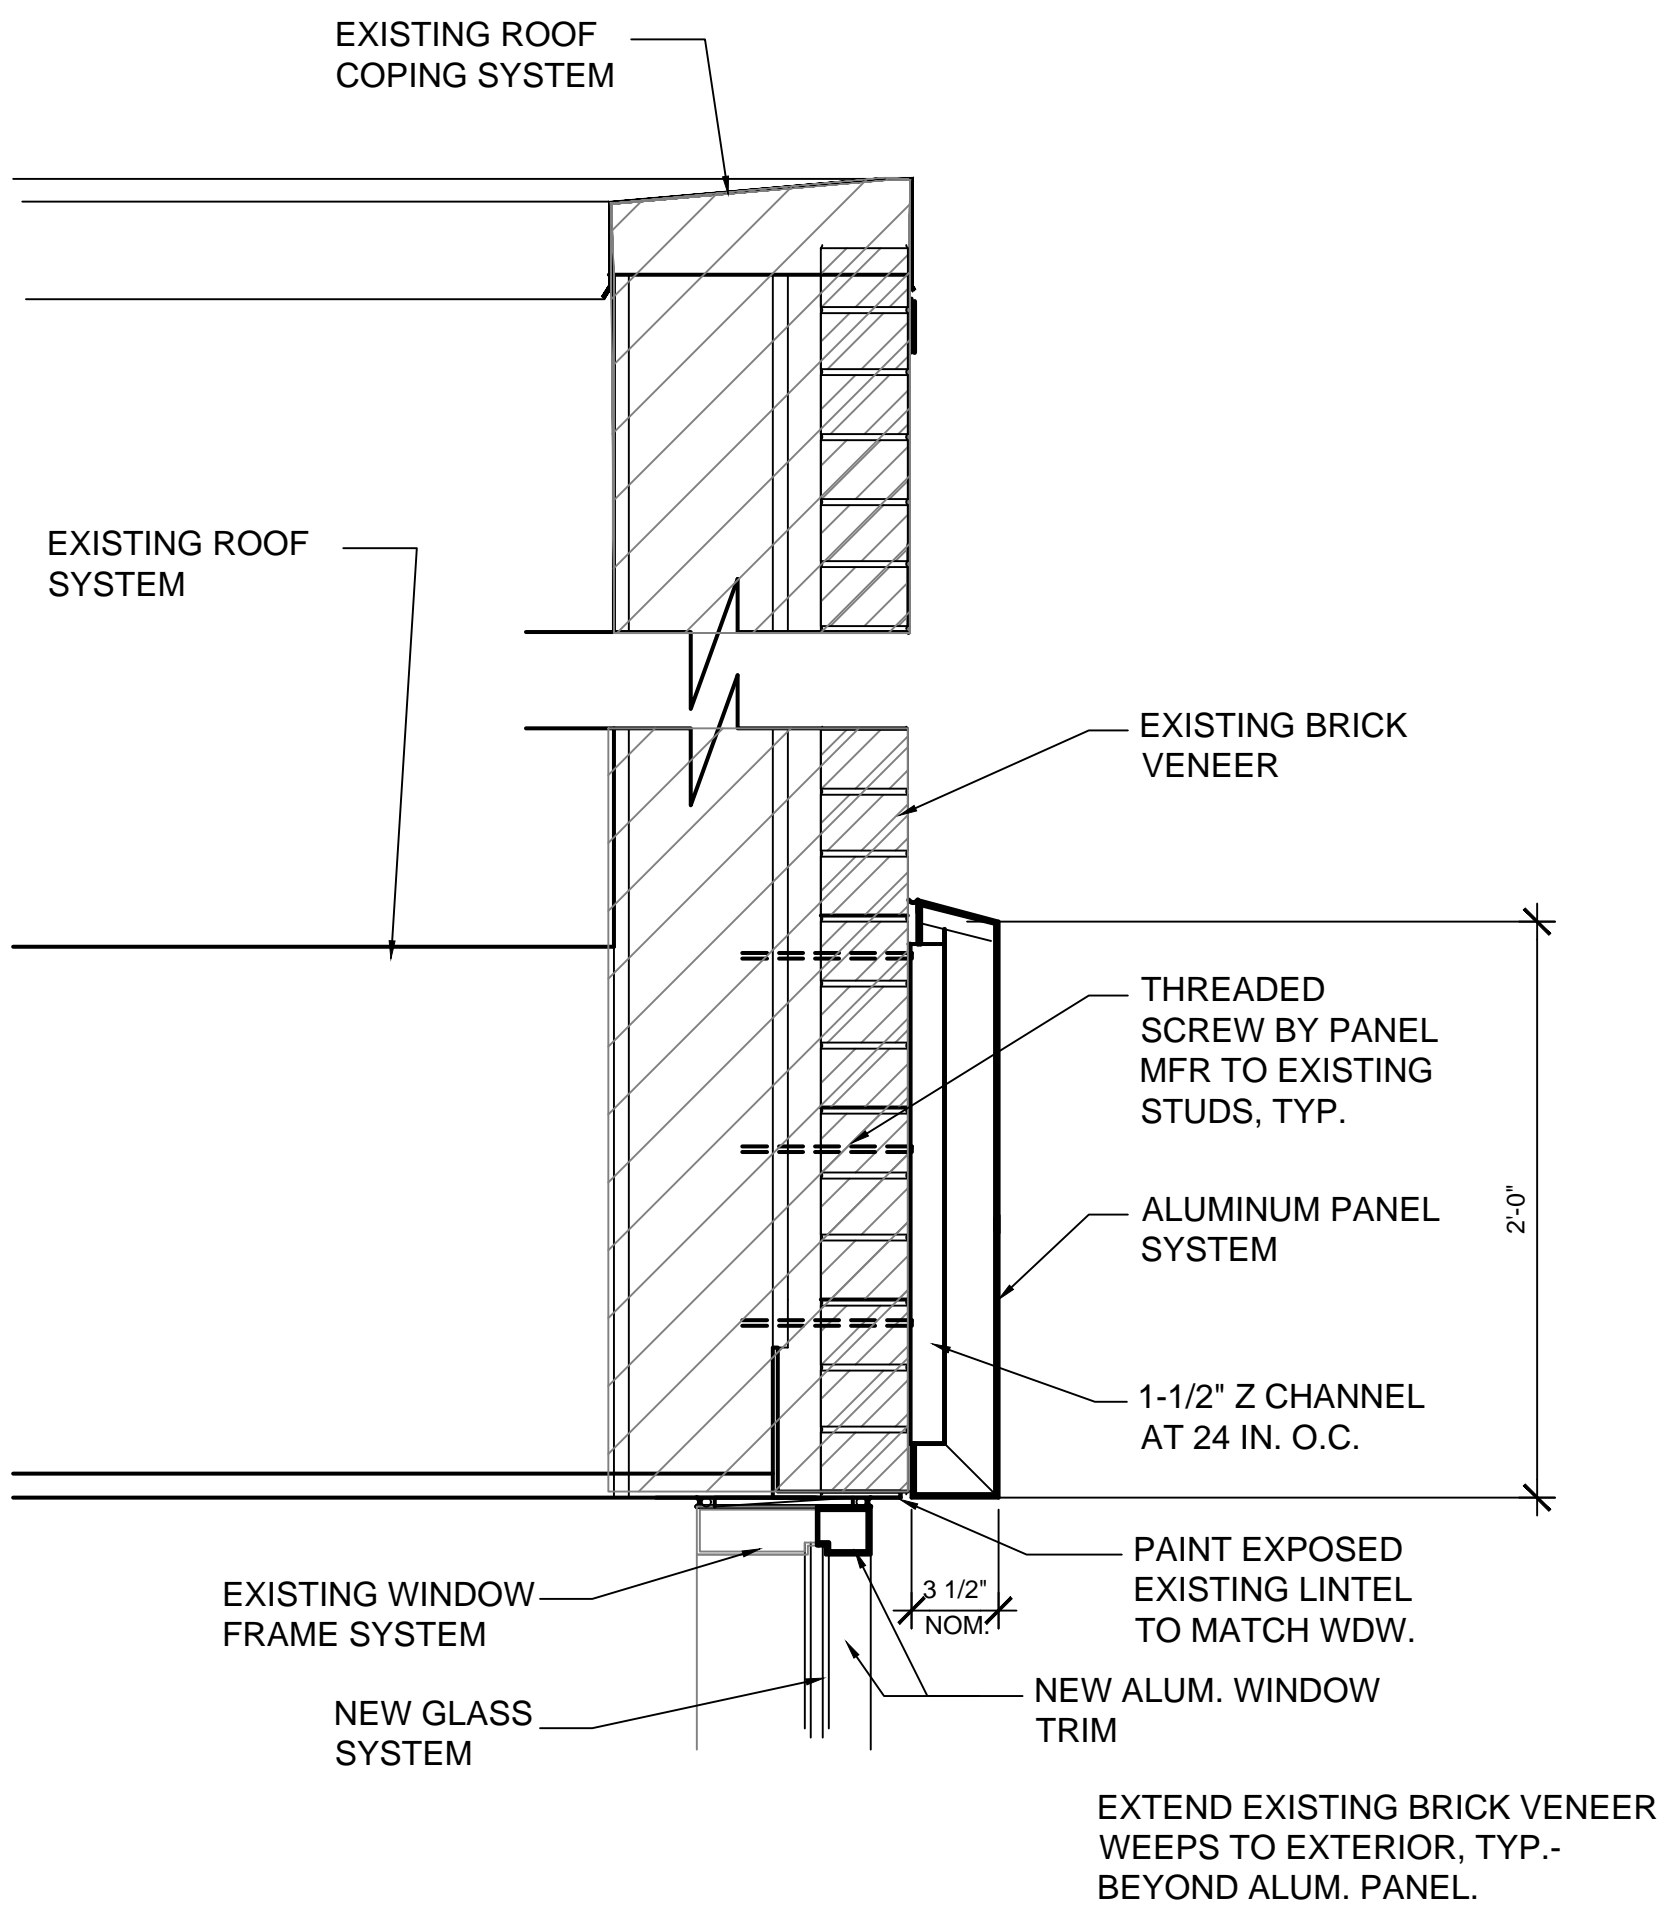 EXISTING ROOF
COPING SYSTEM
EXISTING ROOF
SYSTEM
EXISTING BRICK
VENEER
THREADED
SCREW BY PANEL
MFR TO EXISTING
STUDS, TYP.
ALUMINUM PANEL
SYSTEM
2'-0"
1-1/2" Z CHANNEL
AT 24 IN. O.C.
PAINT EXPOSED
EXISTING LINTEL
TO MATCH WDW.
3 1/2"
NOM.
EXISTING WINDOW
FRAME SYSTEM
NEW GLASS
SYSTEM
NEW ALUM. WINDOW
TRIM
EXTEND EXISTING BRICK VENEER
WEEPS TO EXTERIOR, TYP.-
BEYOND ALUM. PANEL.